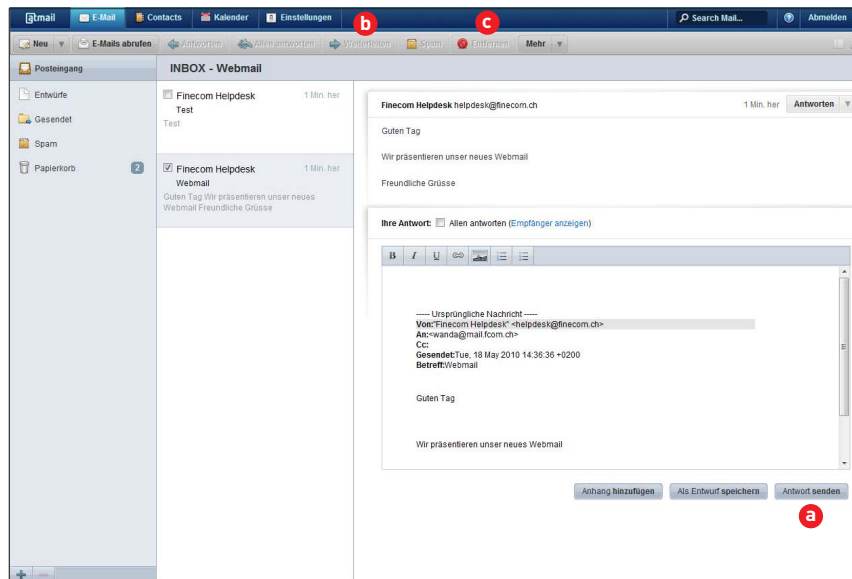 @mail E-Mail Contacts Kalender Einstellungen b c Search Mail... Abmelden
Neu E-Mails abrufen Antworten Allen antworten Weiterleiten Spam Entfernen Mehr
Posteingang
Entwürfe
Gesendet
Spam
Papierkorb 2
INBOX - Webmail
Finecom Helpdesk 1 Min. her
Test
Test
Finecom Helpdesk 1 Min. her
Webmail
Guten Tag Wir präsentieren unser neues
Webmail Freundliche Grüsse
Finecom Helpdesk helpdesk@finecom.ch 1 Min. her Antworten
Guten Tag
Wir präsentieren unser neues Webmail
Freundliche Grüsse
Ihre Antwort: Allen antworten (Empfänger anzeigen)
B I U
----- Ursprüngliche Nachricht -----
Von:"Finecom Helpdesk" <helpdesk@finecom.ch>
An:<wanda@mail.fcom.ch>
Cc:
Gesendet:Tue, 18 May 2010 14:36:36 +0200
Betreff:Webmail
Guten Tag
Wir präsentieren unser neues Webmail
Anhang hinzufügen Als Entwurf speichern Antwort senden
a